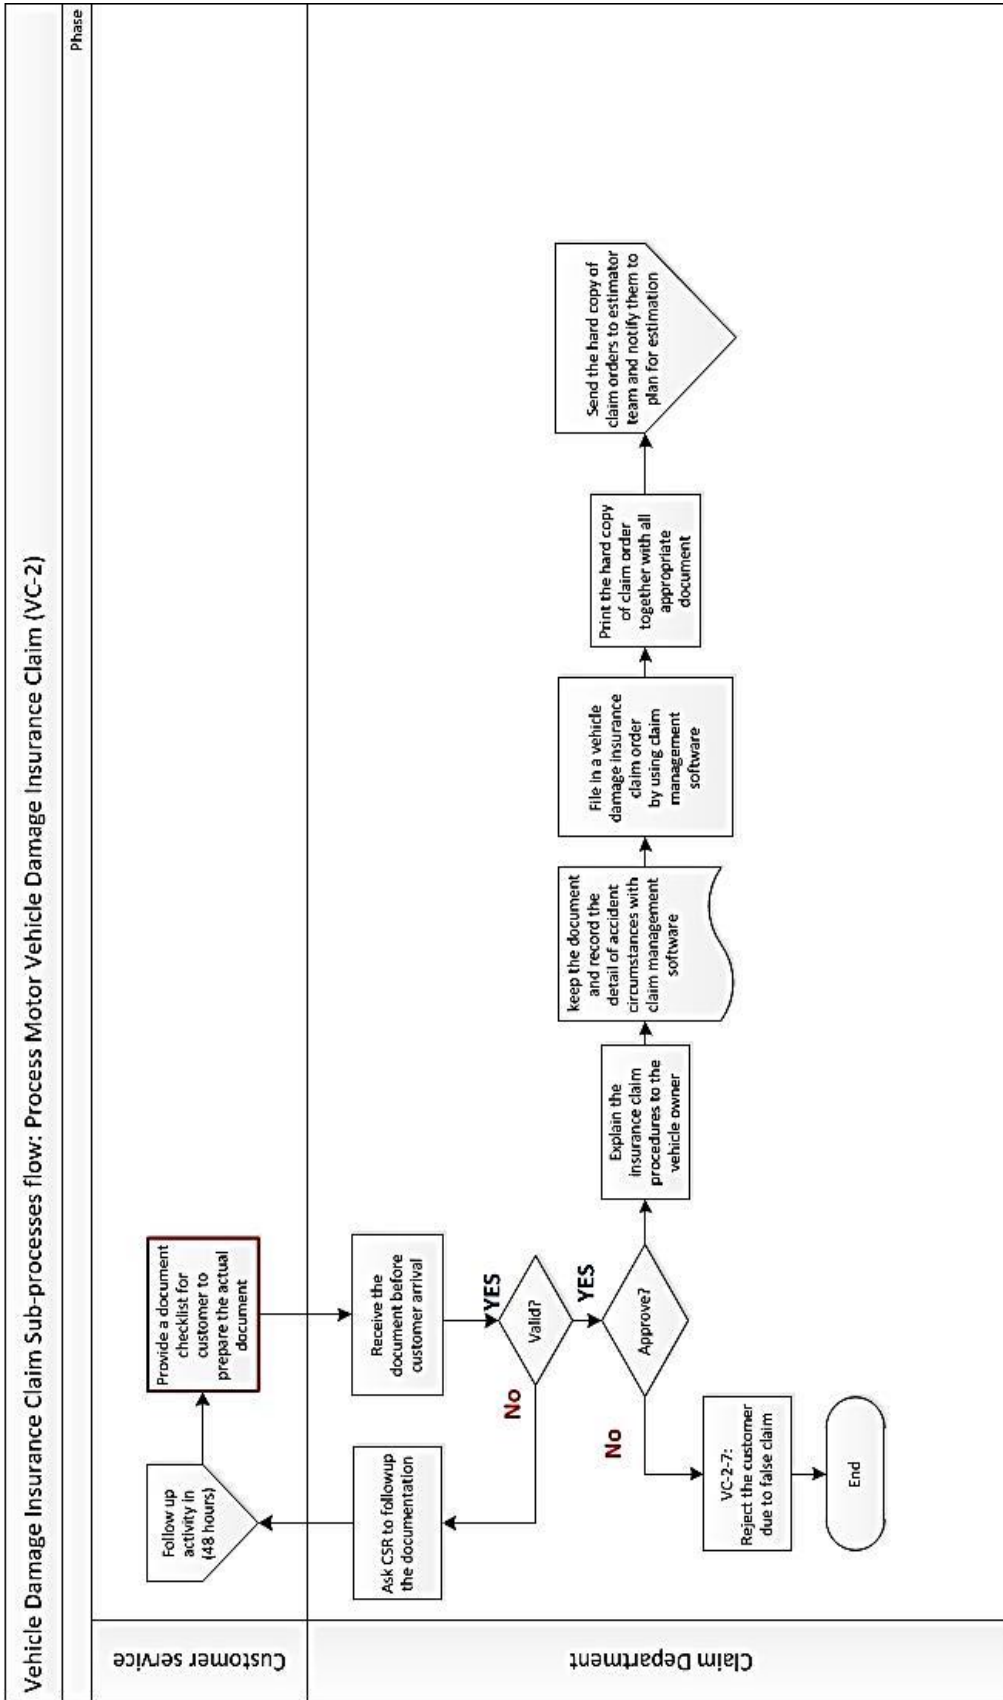 Vehicle Damage Insurance Claim Sub-processes flow: Process Motor Vehicle Damage Insurance Claim (VC-2)
Phase
Customer service
Follow up
activity in
(48 hours)
Provide a document
checklist for
customer to
prepare the actual
document
Claim Department
Ask CSR to followup
the documentation
Receive the
document before
customer arrival
YES
Valid?
No
YES
Approve?
No
VC-2-7:
Reject the customer
due to false claim
End
Explain the
insurance claim
procedures to the
vehicle owner
keep the document
and record the
detail of accident
circumstances with
claim management
software
File in a vehicle
damage insurance
claim order
by using claim
management
software
Print the hard copy
of claim order
together with all
appropriate
document
Send the hard copy of
claim orders to estimator
team and notify them to
plan for estimation